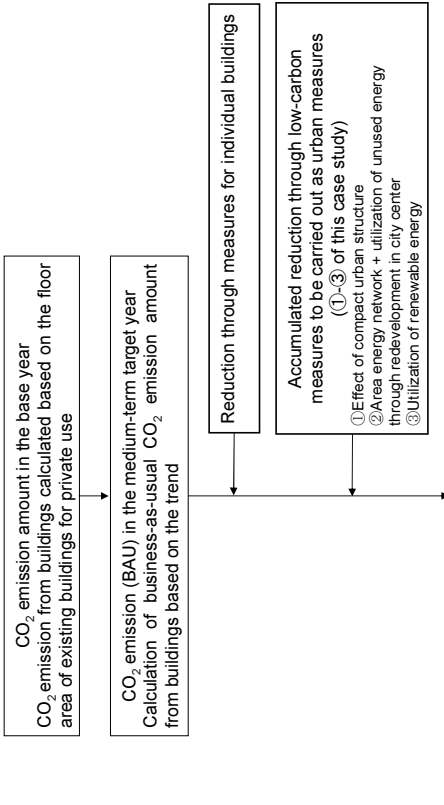 CO₂ emission amount in the base year
CO₂ emission from buildings calculated based on the floor
area of existing buildings for private use
CO₂ emission (BAU) in the medium-term target year
Calculation of business-as-usual CO₂ emission amount
from buildings based on the trend
Reduction through measures for individual buildings
Accumulated reduction through low-carbon
measures to be carried out as urban measures
(①-③ of this case study)
①Effect of compact urban structure
②Area energy network + utilization of unused energy
through redevelopment in city center
③Utilization of renewable energy